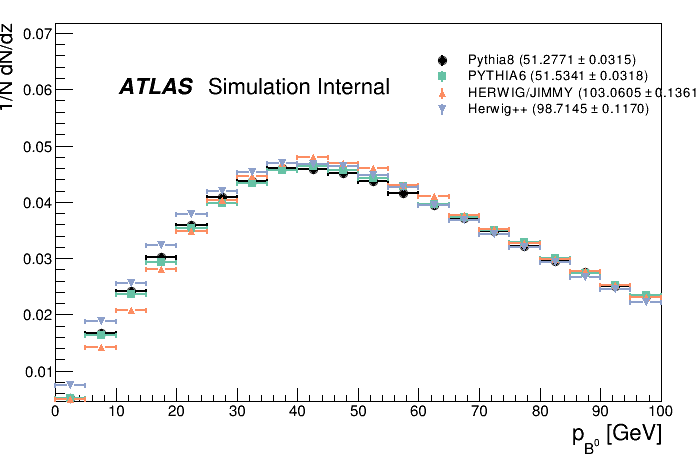 1/N dN/dz
0.07
0.06
0.05
0.04
0.03
0.02
0.01
ATLAS Simulation Internal
Pythia8 (51.2771 ± 0.0315)
PYTHIA6 (51.5341 ± 0.0318)
HERWIG/JIMMY (103.0605 ± 0.1361
Herwig++ (98.7145 ± 0.1170)
0 10 20 30 40 50 60 70 80 90 100
p_B⁰ [GeV]